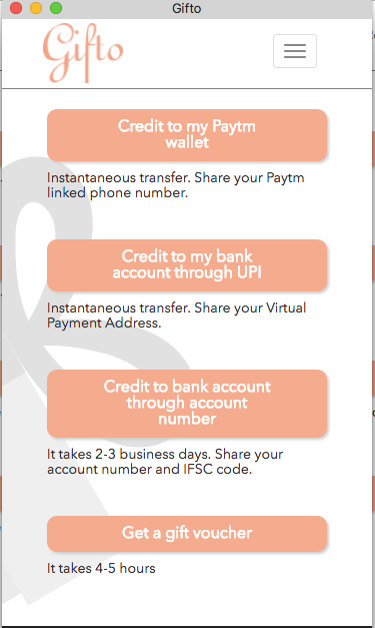 Gifto
Gifto
Credit to my Paytm
wallet
Instantaneous transfer. Share your Paytm
linked phone number.
Credit to my bank
account through UPI
Instantaneous transfer. Share your Virtual
Payment Address.
Credit to bank account
through account
number
It takes 2-3 business days. Share your
account number and IFSC code.
Get a gift voucher
It takes 4-5 hours